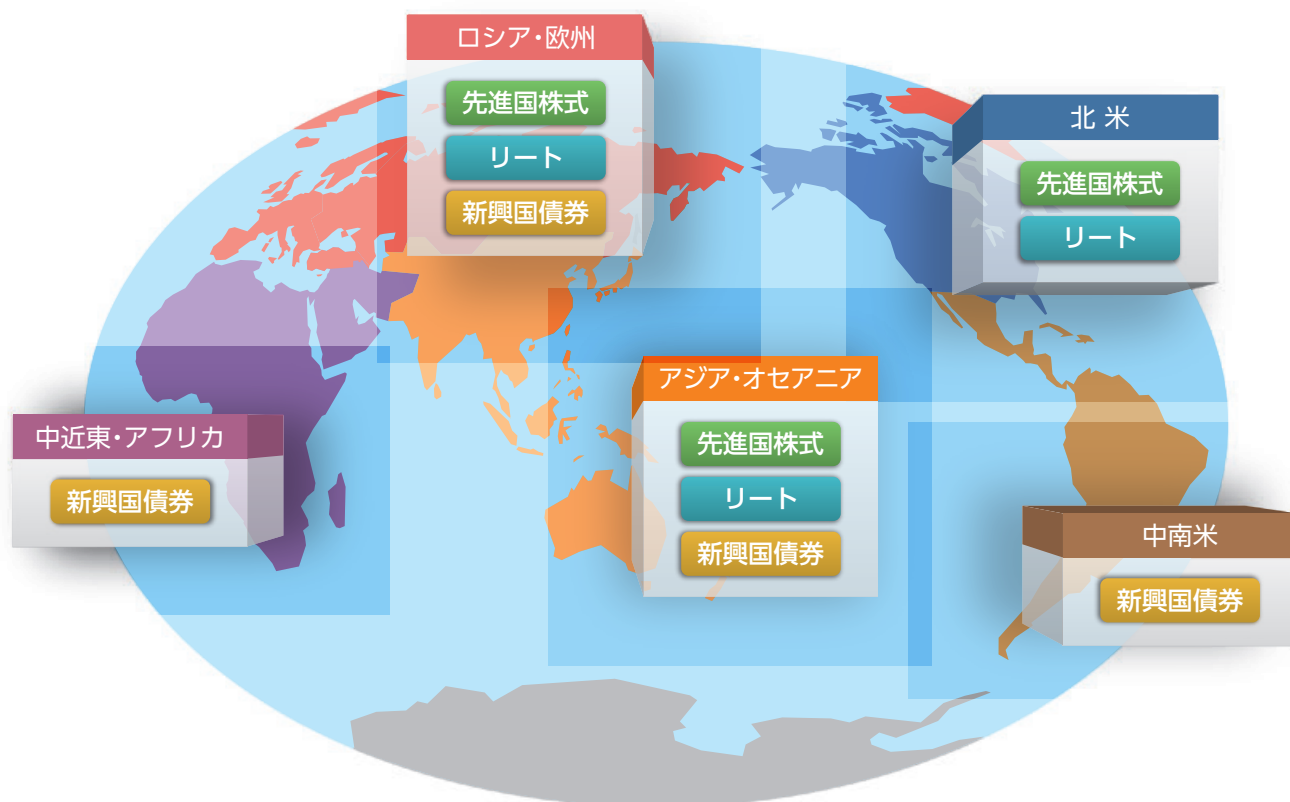 ロシア・欧州
先進国株式
リート
新興国債券
北米
先進国株式
リート
アジア・オセアニア
先進国株式
リート
新興国債券
中近東・アフリカ
新興国債券
中南米
新興国債券